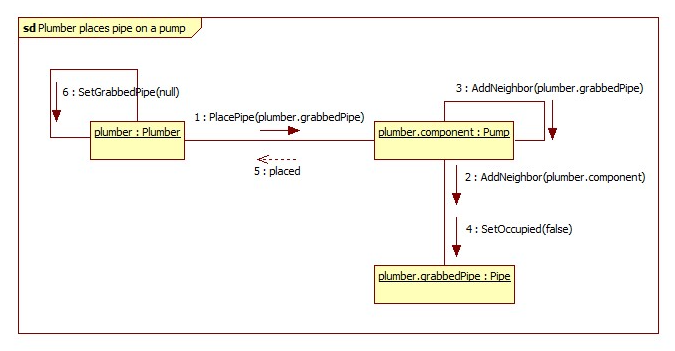 sd Plumber places pipe on a pump
3 : AddNeighbor(plumber.grabbedPipe)
6 : SetGrabbedPipe(null)
1 : PlacePipe(plumber.grabbedPipe)
plumber : Plumber
plumber.component : Pump
5 : placed
2 : AddNeighbor(plumber.component)
4 : SetOccupied(false)
plumber.grabbedPipe : Pipe